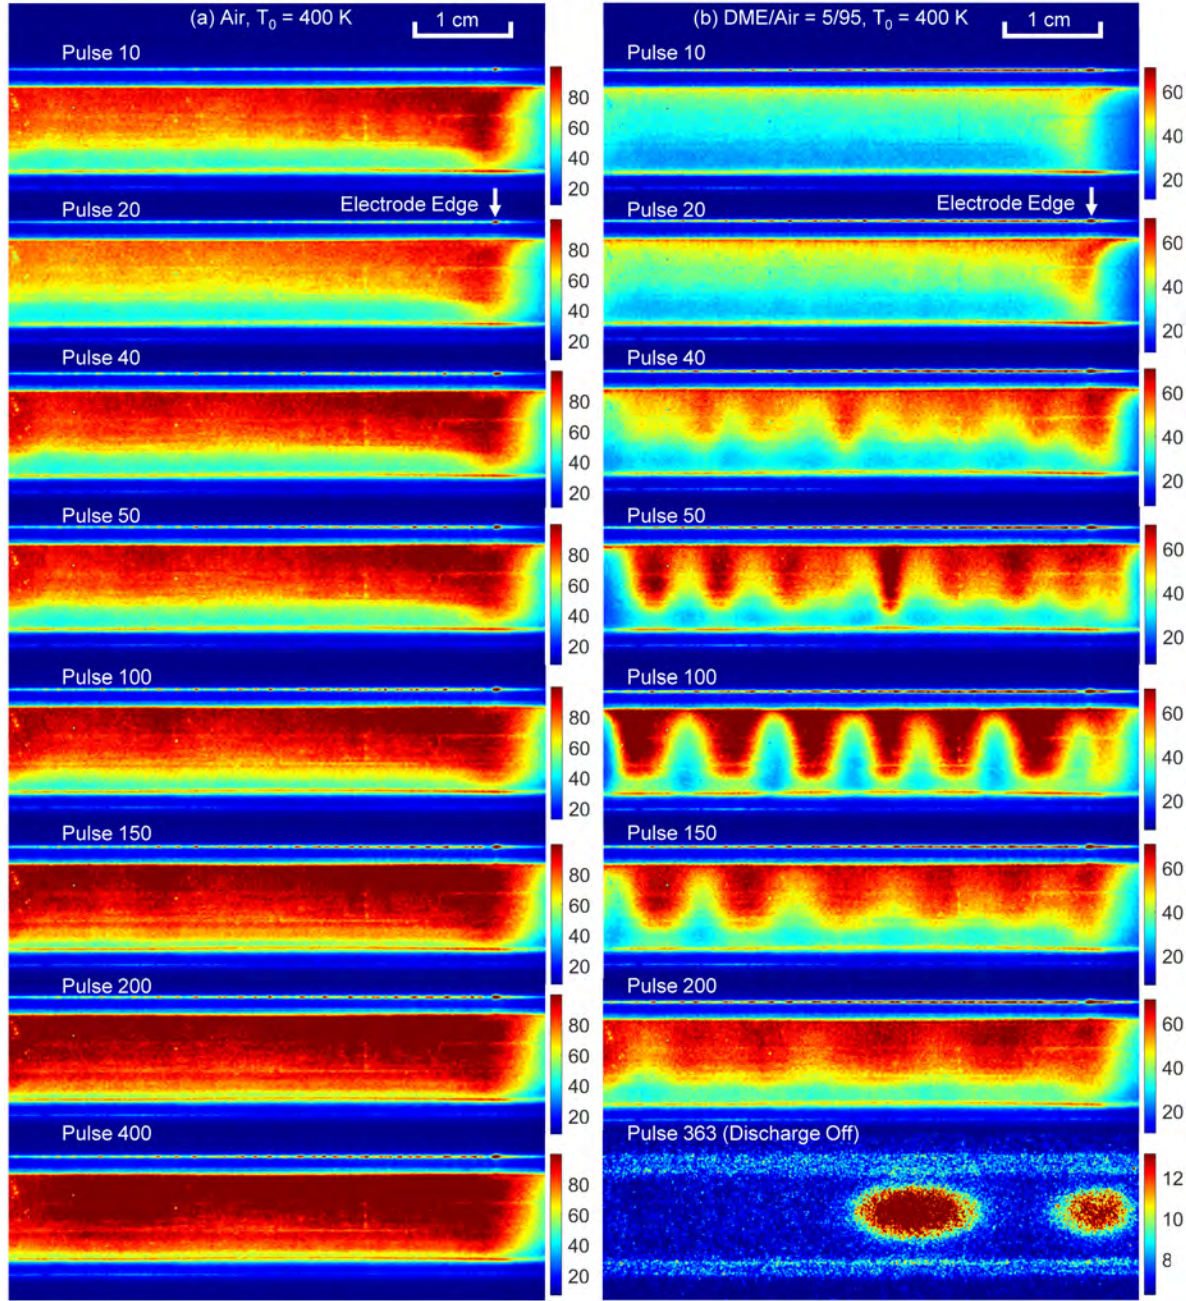 (a) Air, T0 = 400 K
1 cm
Pulse 10
80
60
40
20
Electrode Edge
Pulse 20
80
60
40
20
Pulse 40
80
60
40
20
Pulse 50
80
60
40
20
Pulse 100
80
60
40
20
Pulse 150
80
60
40
20
Pulse 200
80
60
40
20
Pulse 400
80
60
40
20
(b) DME/Air = 5/95, T0 = 400 K
1 cm
Pulse 10
60
40
20
Electrode Edge
Pulse 20
60
40
20
Pulse 40
60
40
20
Pulse 50
60
40
20
Pulse 100
60
40
20
Pulse 150
60
40
20
Pulse 200
60
40
20
Pulse 363 (Discharge Off)
12
10
8